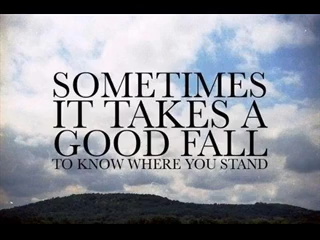 SOMETIMES
IT TAKES A
GOOD FALL
TO KNOW WHERE YOU STAND